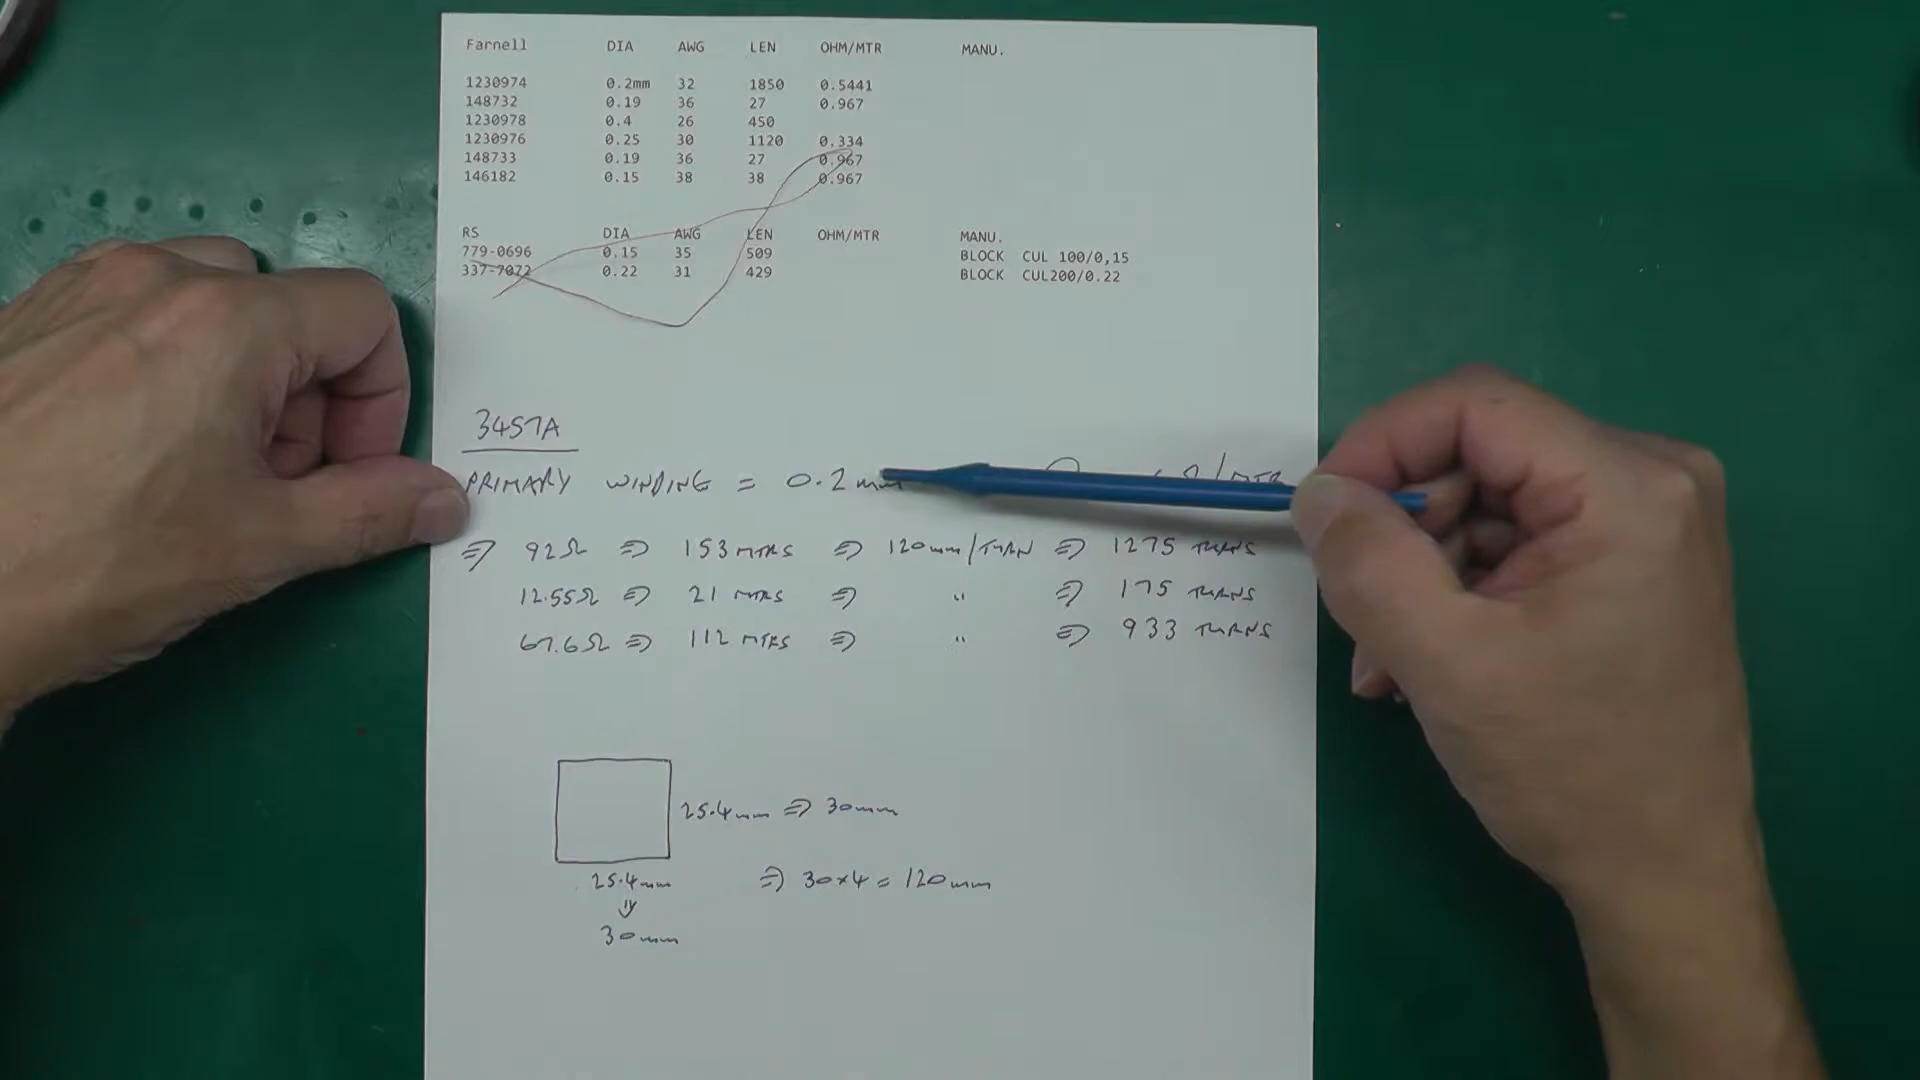 Farnell DIA AWG LEN OHM/MTR MANU.
1230974 0.2mm 32 1850 0.5441
148732 0.19 36 27 0.967
1230978 0.4 26 450
1230976 0.25 30 1120 0.334
148733 0.19 36 27 0.967
146182 0.15 38 38 0.967
RS DIA AWG LEN OHM/MTR MANU.
779-0696 0.15 35 509 BLOCK CUL 100/0,15
337-7072 0.22 31 429 BLOCK CUL200/0.22
3457A
PRIMARY WINDING = 0.2mm Ω/MTR
⇒ 92Ω ⇒ 153 MTRS ⇒ 120mm/TURN ⇒ 1275 TURNS
12.55Ω ⇒ 21 MTRS ⇒ " ⇒ 175 TURNS
67.6Ω ⇒ 112 MTRS ⇒ " ⇒ 933 TURNS
25.4mm ⇒ 30mm
25.4mm ⇒ 30×4 = 120mm
⇓
30mm